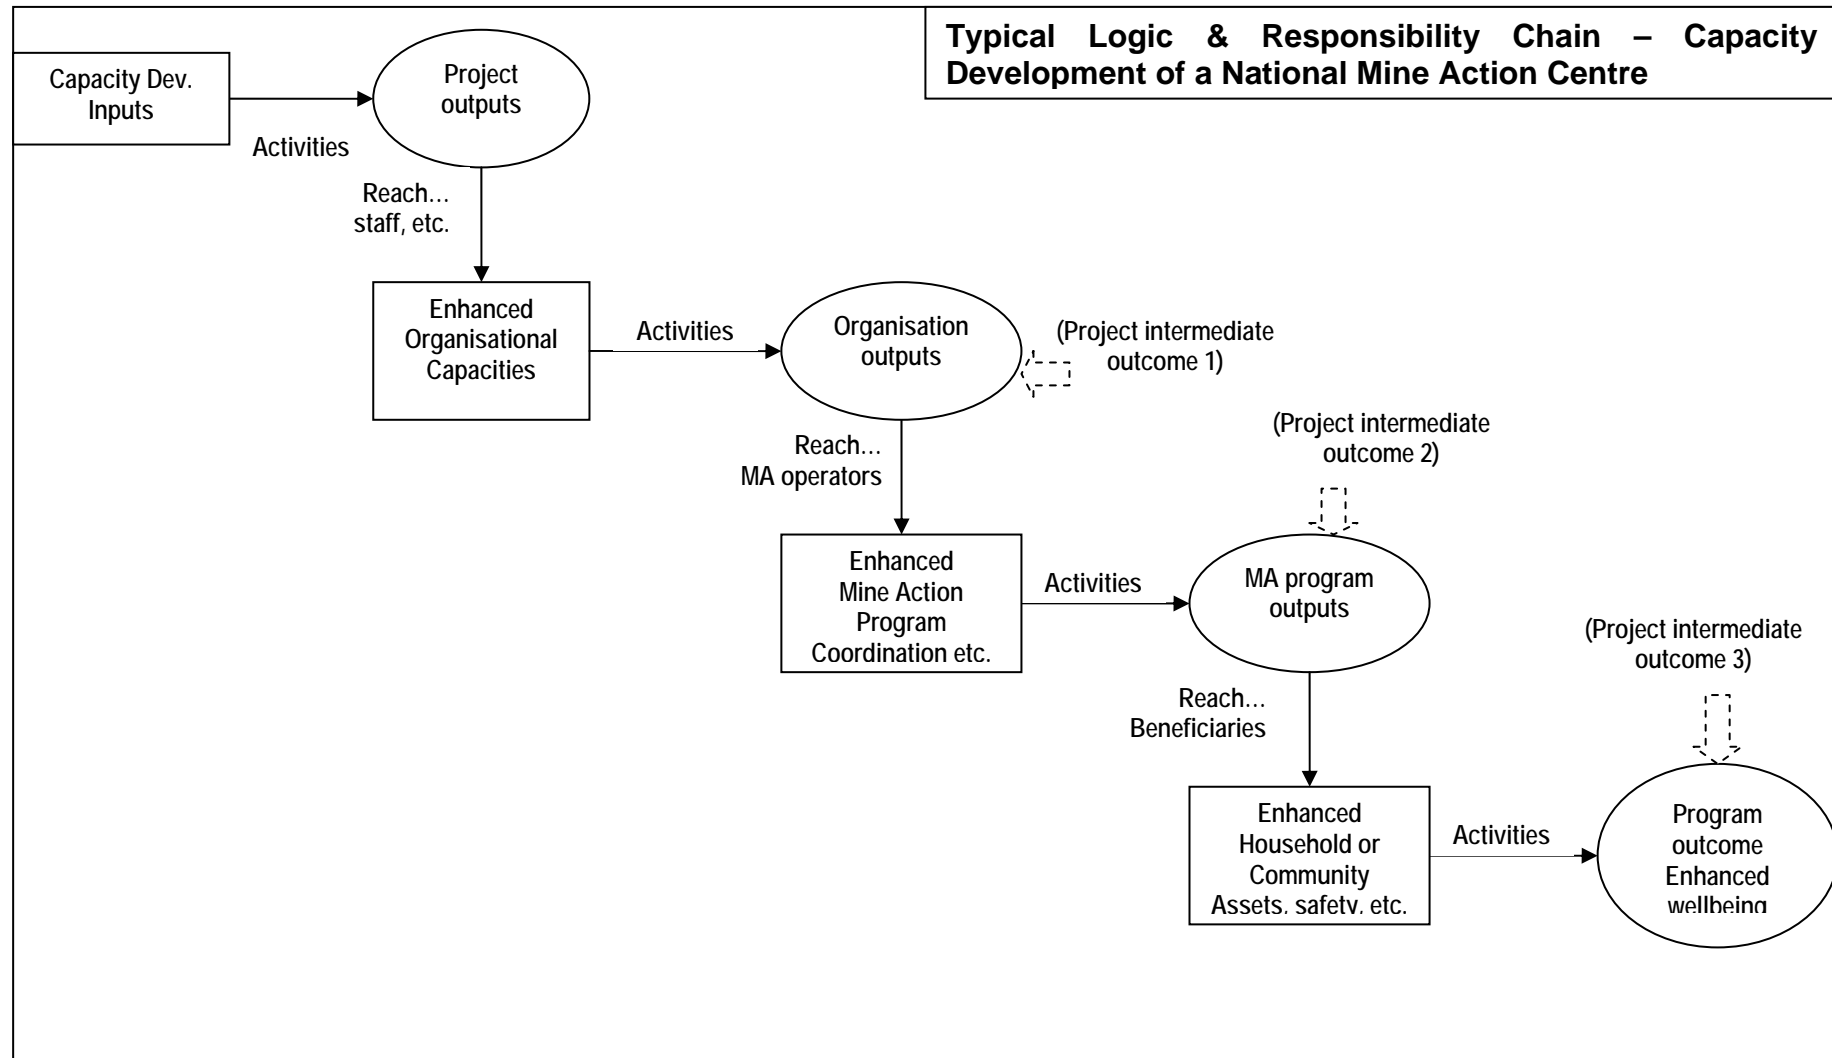 Typical Logic & Responsibility Chain – Capacity
Development of a National Mine Action Centre
Capacity Dev.
Inputs
Activities
Project
outputs
Reach…
staff, etc.
Enhanced
Organisational
Capacities
Activities
Organisation
outputs
(Project intermediate
outcome 1)
Reach…
MA operators
(Project intermediate
outcome 2)
Enhanced
Mine Action
Program
Coordination etc.
Activities
MA program
outputs
(Project intermediate
outcome 3)
Reach…
Beneficiaries
Enhanced
Household or
Community
Assets, safety, etc.
Activities
Program
outcome
Enhanced
wellbeing